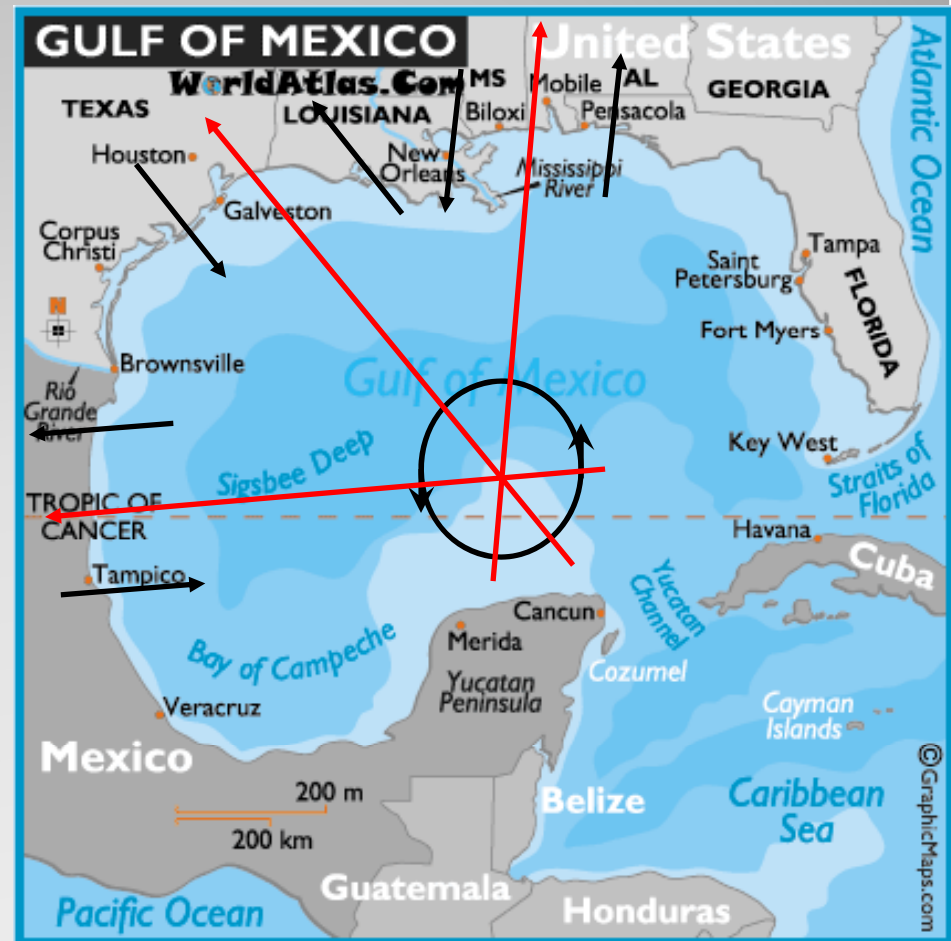 GULF OF MEXICO
United States
Atlantic Ocean
WorldAtlas.Com
MS
Mobile
AL
GEORGIA
TEXAS
LOUISIANA
Biloxi
Pensacola
Houston
New
Orleans
Mississippi
River
Galveston
Corpus
Christi
Tampa
Saint
Petersburg
FLORIDA
N
Fort Myers
Brownsville
Gulf of Mexico
Rio
Grande
River
Sigsbee Deep
Key West
Straits of
Florida
TROPIC OF
CANCER
Havana
Cuba
Tampico
Yucatan
Channel
Cancun
Merida
Bay of Campeche
Cozumel
Yucatan
Peninsula
Veracruz
Cayman
Islands
Mexico
200 m
200 km
Belize
Caribbean
Sea
Guatemala
Honduras
Pacific Ocean
©GraphicMaps.com